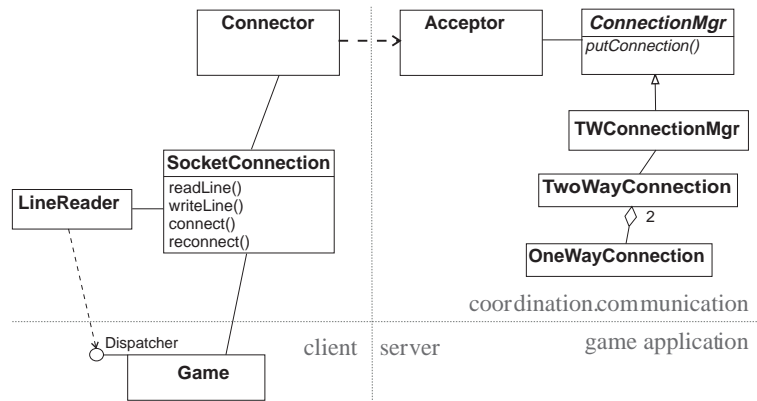 Connector
Acceptor
ConnectionMgr
putConnection()
TWConnectionMgr
SocketConnection
readLine()
writeLine()
connect()
reconnect()
LineReader
TwoWayConnection
2
OneWayConnection
coordination.communication
Dispatcher
client
server
game application
Game